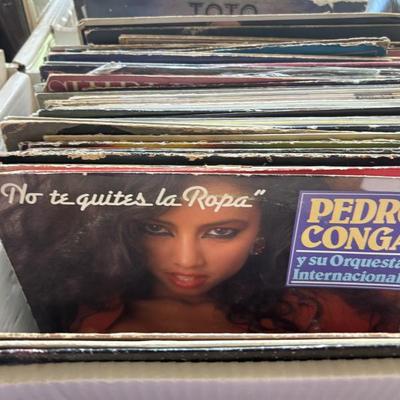 TOTO
No te quites la Ropa"
PEDRO
CONGA
y su Orquesta
Internacional